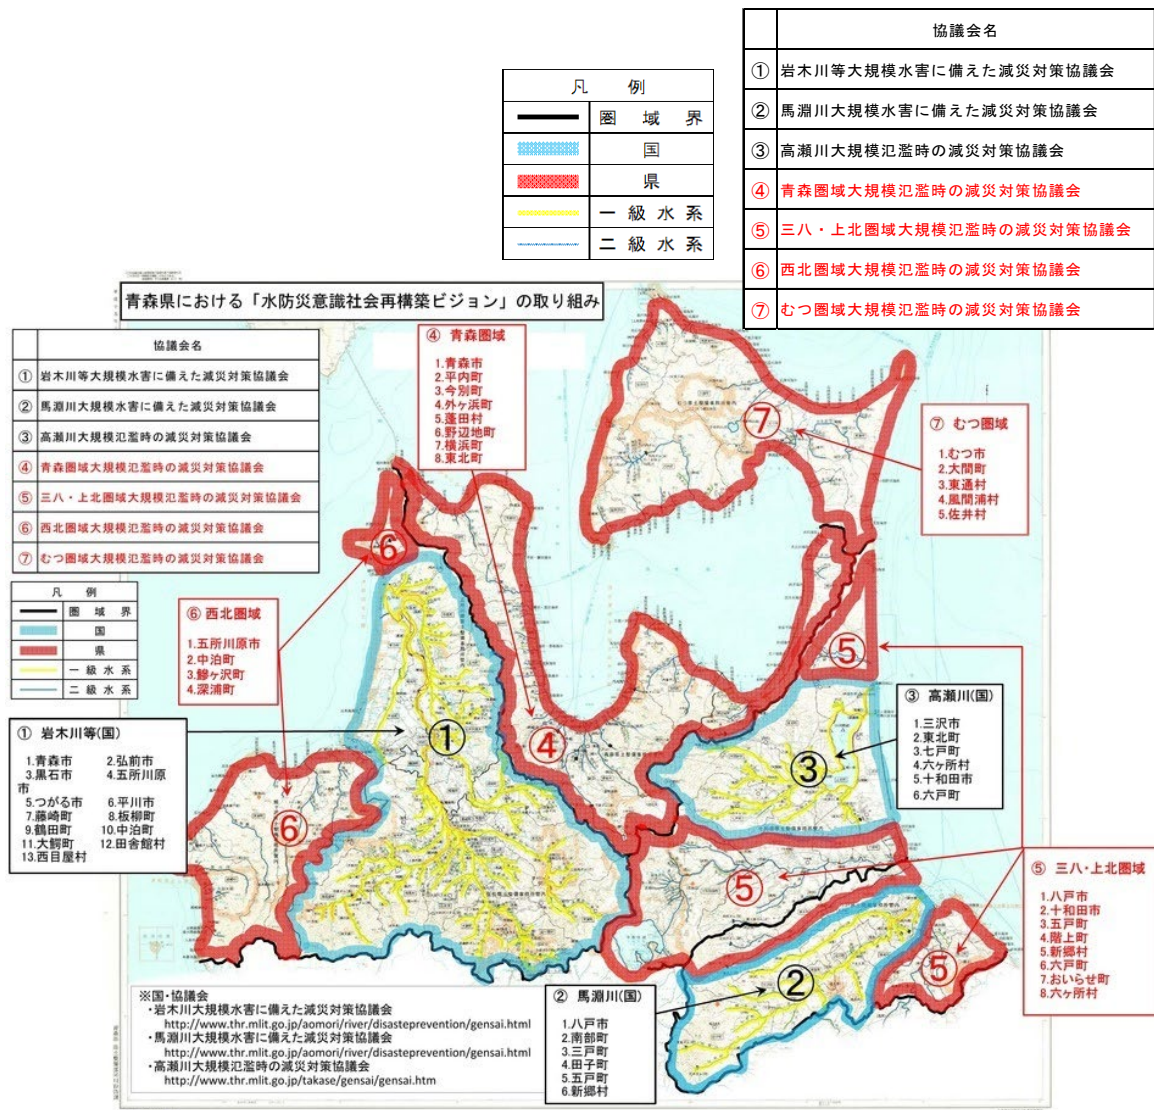 協議会名
① 岩木川等大規模水害に備えた減災対策協議会
② 馬淵川大規模水害に備えた減災対策協議会
③ 高瀬川大規模氾濫時の減災対策協議会
④ 青森圏域大規模氾濫時の減災対策協議会
⑤ 三八・上北圏域大規模氾濫時の減災対策協議会
⑥ 西北圏域大規模氾濫時の減災対策協議会
⑦ むつ圏域大規模氾濫時の減災対策協議会
凡 例
圏 域 界
国
県
一 級 水 系
二 級 水 系
青森県における「水防災意識社会再構築ビジョン」の取り組み
協議会名
① 岩木川等大規模水害に備えた減災対策協議会
② 馬淵川大規模水害に備えた減災対策協議会
③ 高瀬川大規模氾濫時の減災対策協議会
④ 青森圏域大規模氾濫時の減災対策協議会
⑤ 三八・上北圏域大規模氾濫時の減災対策協議会
⑥ 西北圏域大規模氾濫時の減災対策協議会
⑦ むつ圏域大規模氾濫時の減災対策協議会
凡 例
圏 域 界
国
県
一 級 水 系
二 級 水 系
④ 青森圏域
1.青森市
2.平内町
3.今別町
4.外ヶ浜町
5.蓬田村
6.野辺地町
7.横浜町
8.東北町
⑦ むつ圏域
1.むつ市
2.大間町
3.東通村
4.風間浦村
5.佐井村
⑥ 西北圏域
1.五所川原市
2.中泊町
3.鰺ヶ沢町
4.深浦町
① 岩木川等(国)
1.青森市 2.弘前市
3.黒石市 4.五所川原
市
5.つがる市 6.平川市
7.藤崎町 8.板柳町
9.鶴田町 10.中泊町
11.大鰐町 12.田舎館村
13.西目屋村
③ 高瀬川(国)
1.三沢市
2.東北町
3.七戸町
4.六ヶ所村
5.十和田市
6.六戸町
⑤ 三八・上北圏域
1.八戸市
2.十和田市
3.五戸町
4.階上町
5.新郷村
6.六戸町
7.おいらせ町
8.六ヶ所村
② 馬淵川(国)
1.八戸市
2.南部町
3.三戸町
4.田子町
5.五戸町
6.新郷村
※国・協議会
・岩木川大規模水害に備えた減災対策協議会
http://www.thr.mlit.go.jp/aomori/river/disasteprevention/gensai.html
・馬淵川大規模水害に備えた減災対策協議会
http://www.thr.mlit.go.jp/aomori/river/disasteprevention/gensai.html
・高瀬川大規模氾濫時の減災対策協議会
http://www.thr.mlit.go.jp/takase/gensai/gensai.htm
⑦
⑥
⑤
①
④
③
⑥
⑤
②
⑤